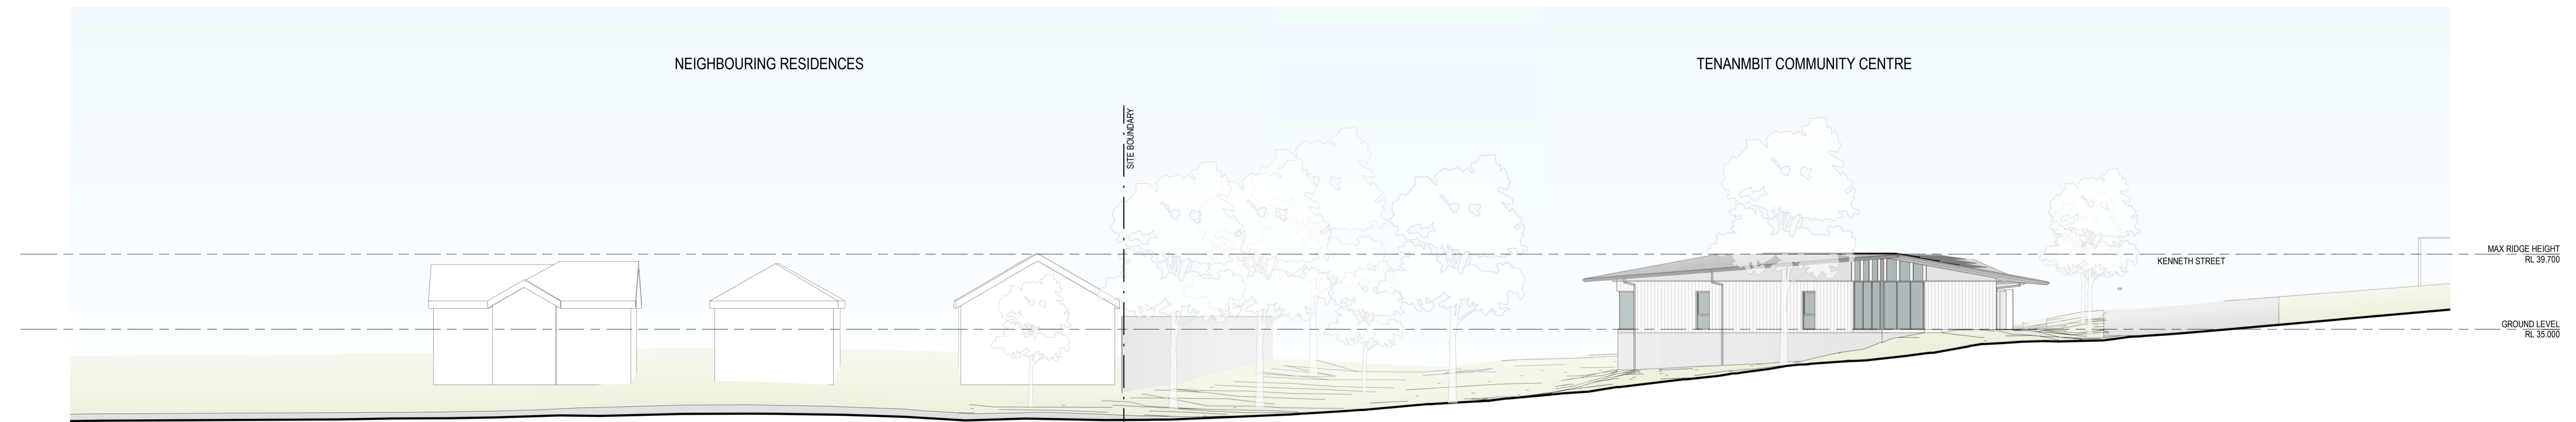 NEIGHBOURING RESIDENCES
TENANMBIT COMMUNITY CENTRE
SITE BOUNDARY
MAX RIDGE HEIGHT
RL 39.700
KENNETH STREET
GROUND LEVEL
RL 35.000